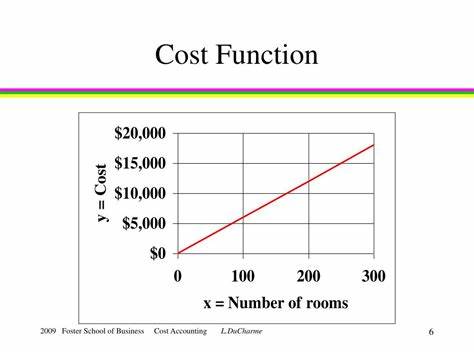 Cost Function
$20,000
$15,000
$10,000
$5,000
$0
y = Cost
0 100 200 300
x = Number of rooms
2009 Foster School of Business Cost Accounting L.DuCharme 6